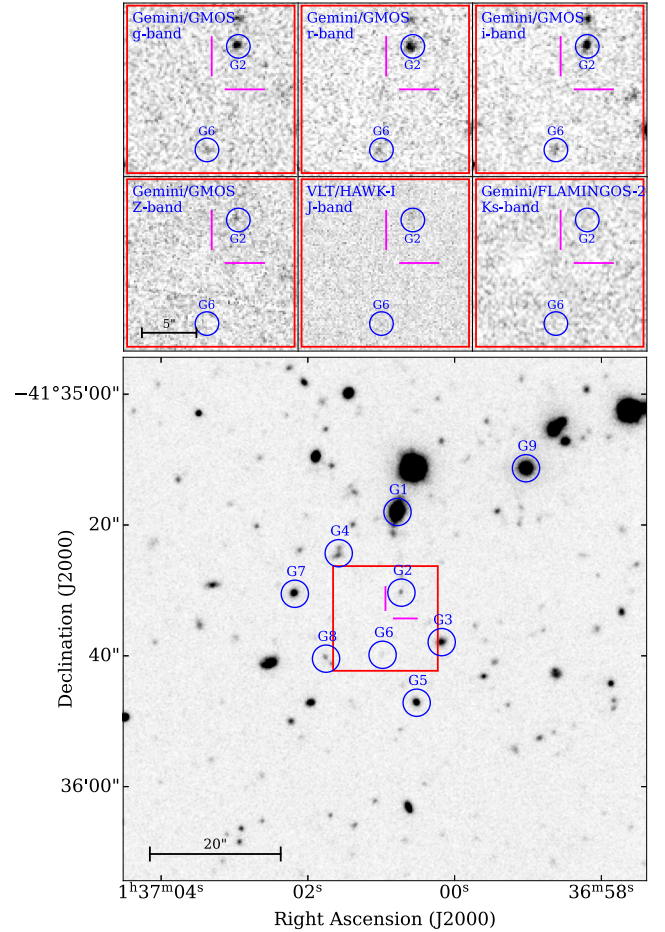 Gemini/GMOS
g-band
G2
G6
Gemini/GMOS
r-band
G2
G6
Gemini/GMOS
i-band
G2
G6
Gemini/GMOS
Z-band
G2
G6
5"
VLT/HAWK-I
J-band
G2
G6
Gemini/FLAMINGOS-2
Ks-band
G2
G6
−41°35'00"
20"
40"
36'00"
Declination (J2000)
G9
G1
G4
G7
G2
G3
G8
G6
G5
20"
1ʰ37ᵐ04ˢ 02ˢ 00ˢ 36ᵐ58ˢ
Right Ascension (J2000)